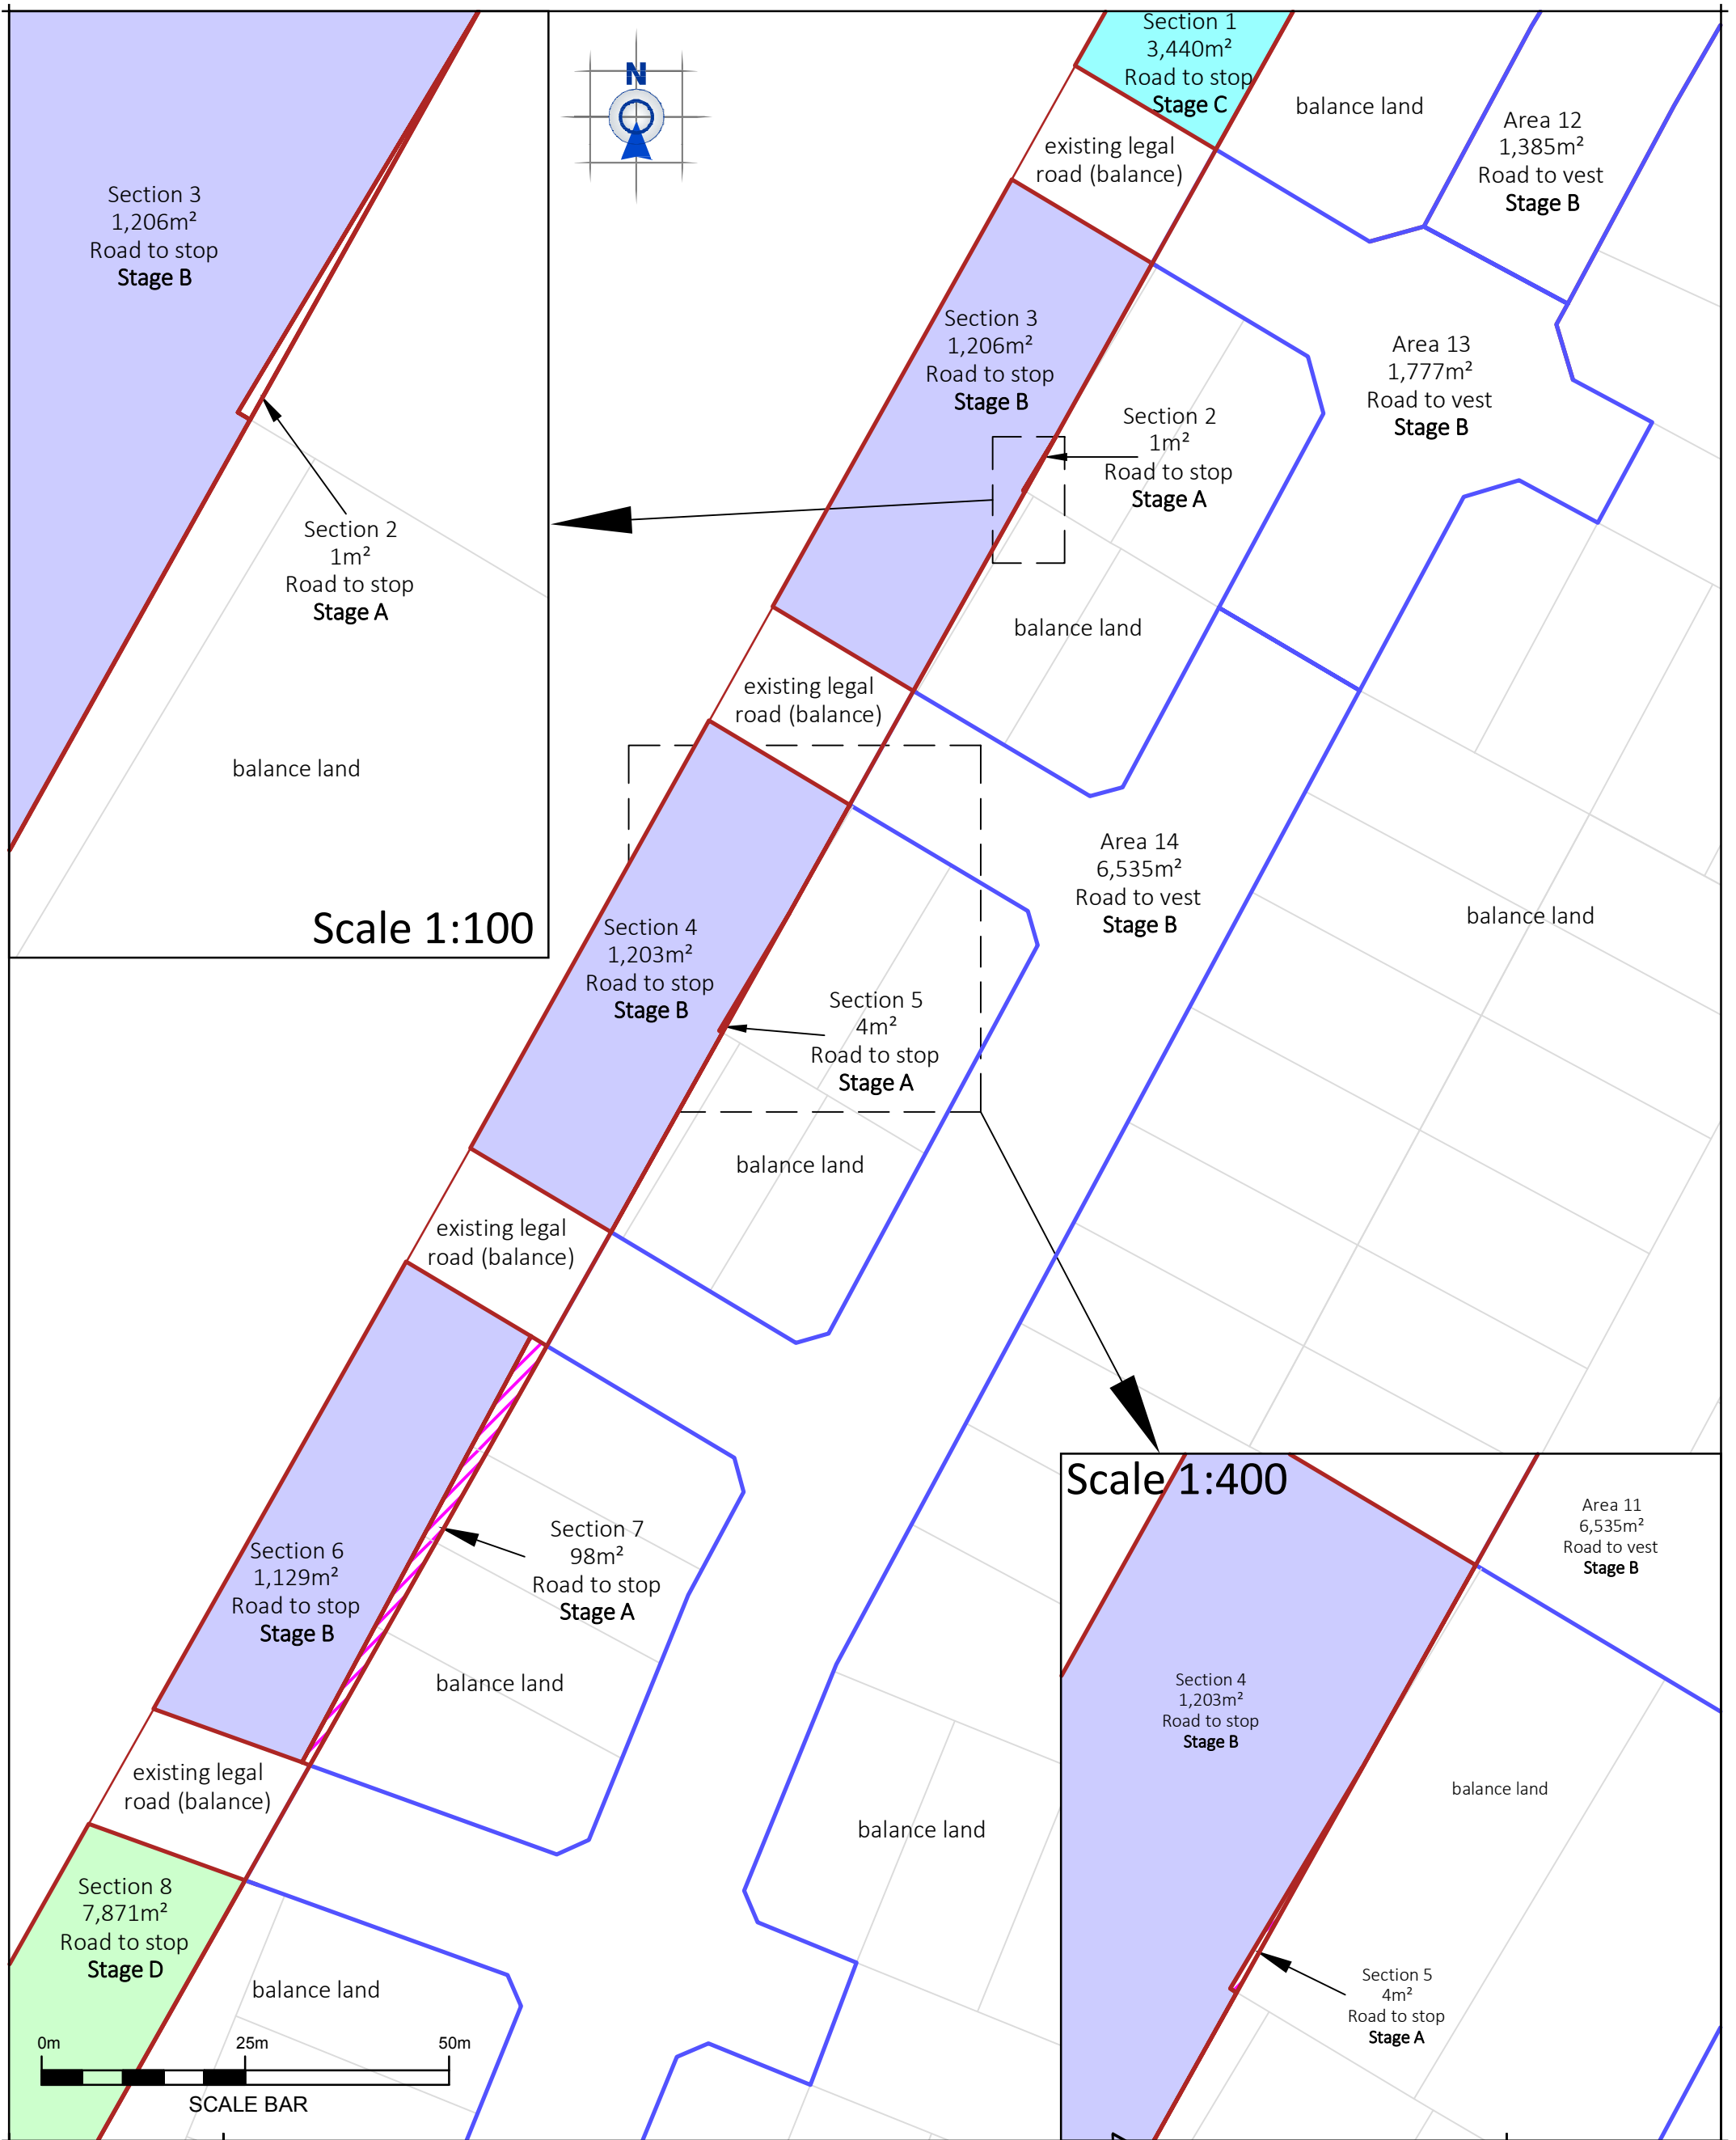 Section 1
3,440m²
Road to stop
Stage C
N
balance land
Area 12
1,385m²
Road to vest
Stage B
existing legal
road (balance)
Section 3
1,206m²
Road to stop
Stage B
Section 3
1,206m²
Road to stop
Stage B
Area 13
1,777m²
Road to vest
Stage B
Section 2
1m²
Road to stop
Stage A
Section 2
1m²
Road to stop
Stage A
balance land
existing legal
road (balance)
balance land
Scale 1:100
Area 14
6,535m²
Road to vest
Stage B
balance land
Section 4
1,203m²
Road to stop
Stage B
Section 5
4m²
Road to stop
Stage A
balance land
existing legal
road (balance)
Scale 1:400
Area 11
6,535m²
Road to vest
Stage B
Section 7
98m²
Road to stop
Stage A
Section 6
1,129m²
Road to stop
Stage B
balance land
Section 4
1,203m²
Road to stop
Stage B
balance land
existing legal
road (balance)
balance land
Section 8
7,871m²
Road to stop
Stage D
balance land
Section 5
4m²
Road to stop
Stage A
0m
25m
50m
SCALE BAR